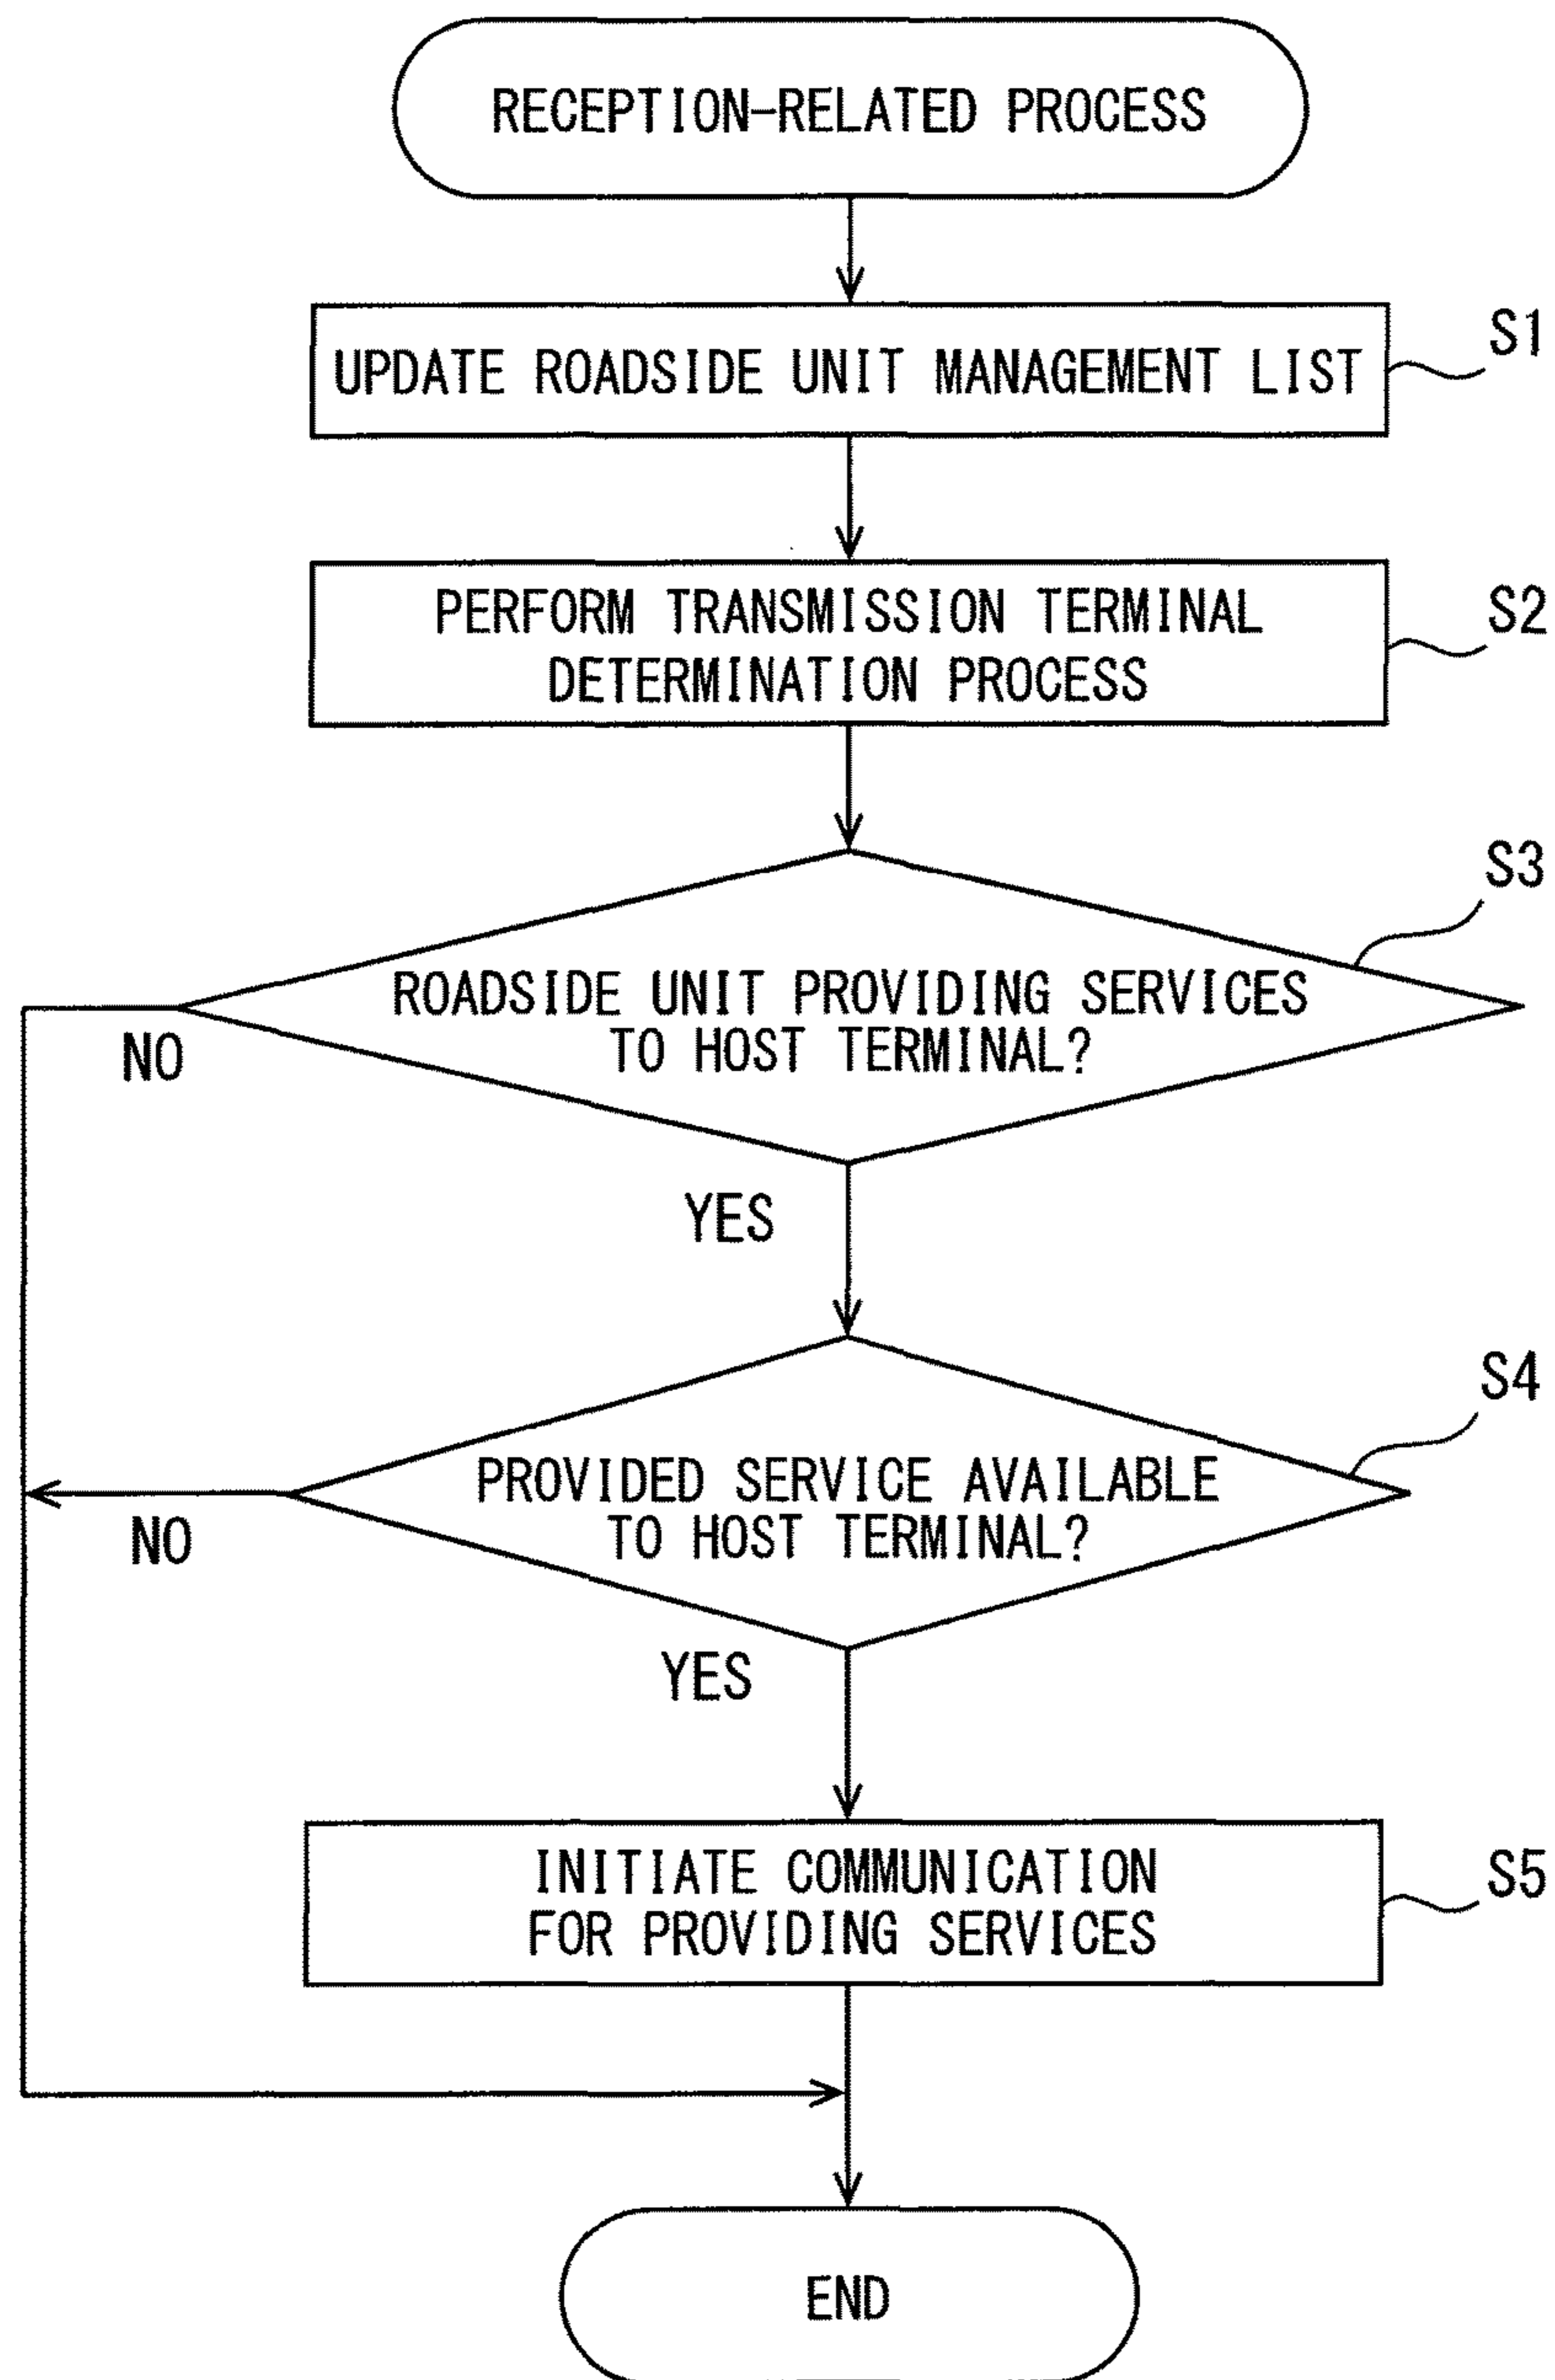 RECEPTION-RELATED PROCESS
UPDATE ROADSIDE UNIT MANAGEMENT LIST
S1
PERFORM TRANSMISSION TERMINAL
DETERMINATION PROCESS
S2
S3
ROADSIDE UNIT PROVIDING SERVICES
TO HOST TERMINAL?
NO
YES
S4
PROVIDED SERVICE AVAILABLE
TO HOST TERMINAL?
NO
YES
INITIATE COMMUNICATION
FOR PROVIDING SERVICES
S5
END